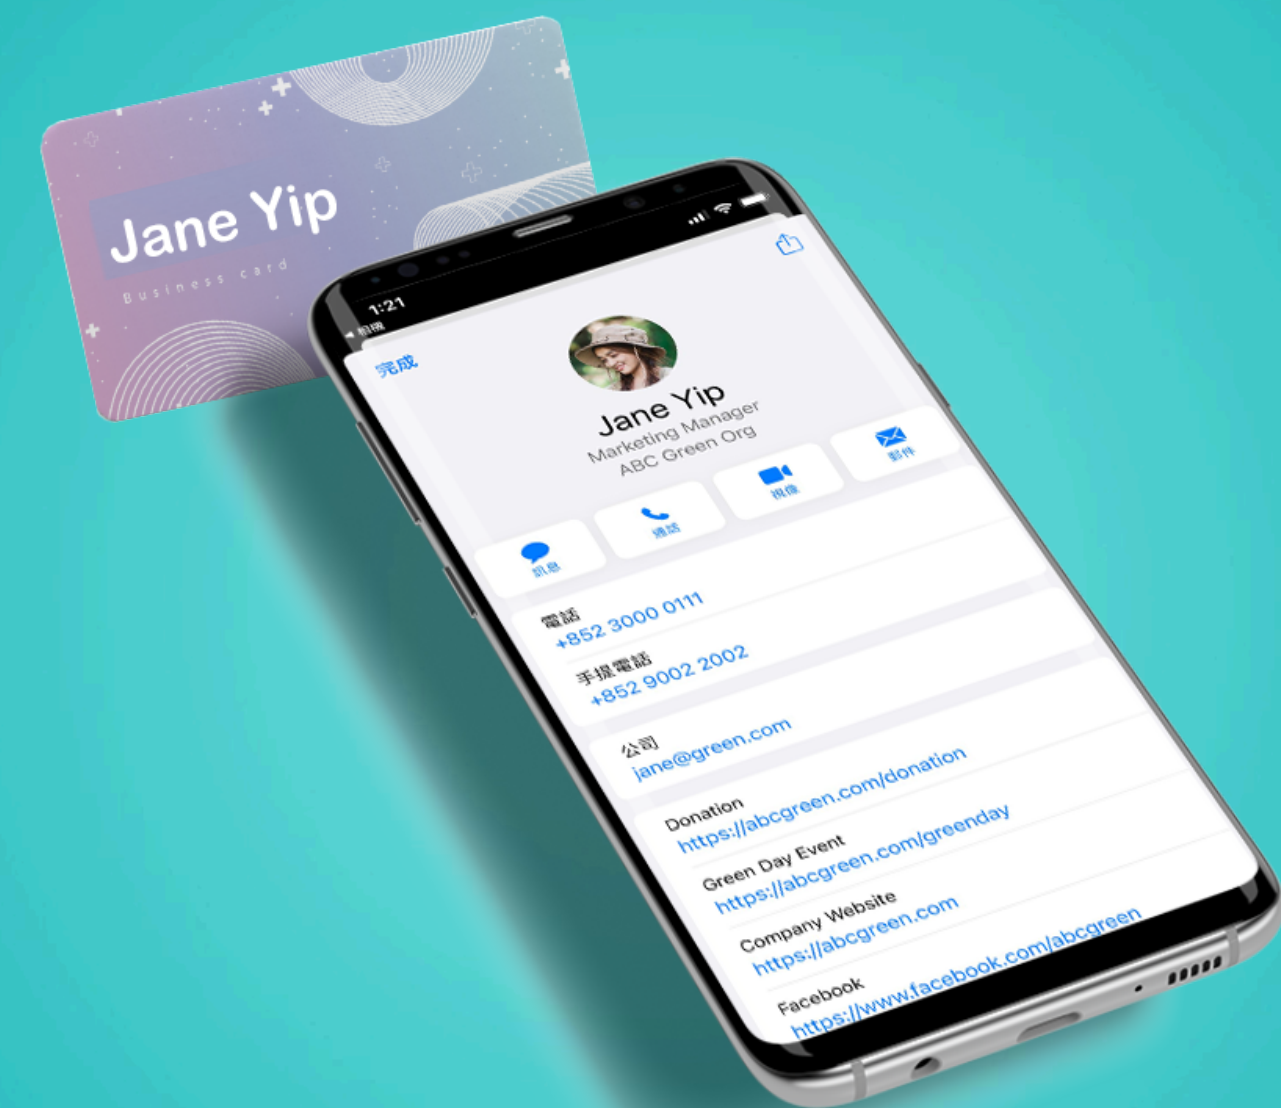 Jane Yip
Business card
1:21
◀ 相機
完成
Jane Yip
Marketing Manager
ABC Green Org
訊息
通話
視像
郵件
電話
+852 3000 0111
手提電話
+852 9002 2002
公司
jane@green.com
Donation
https://abcgreen.com/donation
Green Day Event
https://abcgreen.com/greenday
Company Website
https://abcgreen.com
Facebook
https://www.facebook.com/abcgreen